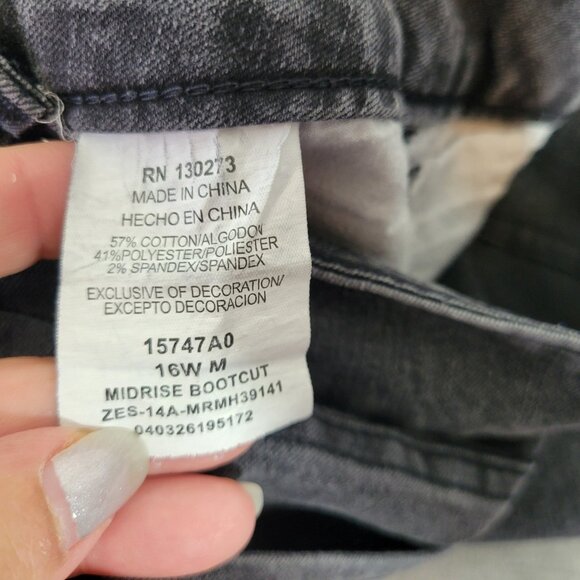 RN 130273
MADE IN CHINA
HECHO EN CHINA
57% COTTON/ALGODON
41%POLYESTER/POLIESTER
2% SPANDEX/SPANDEX
EXCLUSIVE OF DECORATION/
EXCEPTO DECORACION
15747A0
16W M
MIDRISE BOOTCUT
ZES-14A-MRMH39141
040326195172